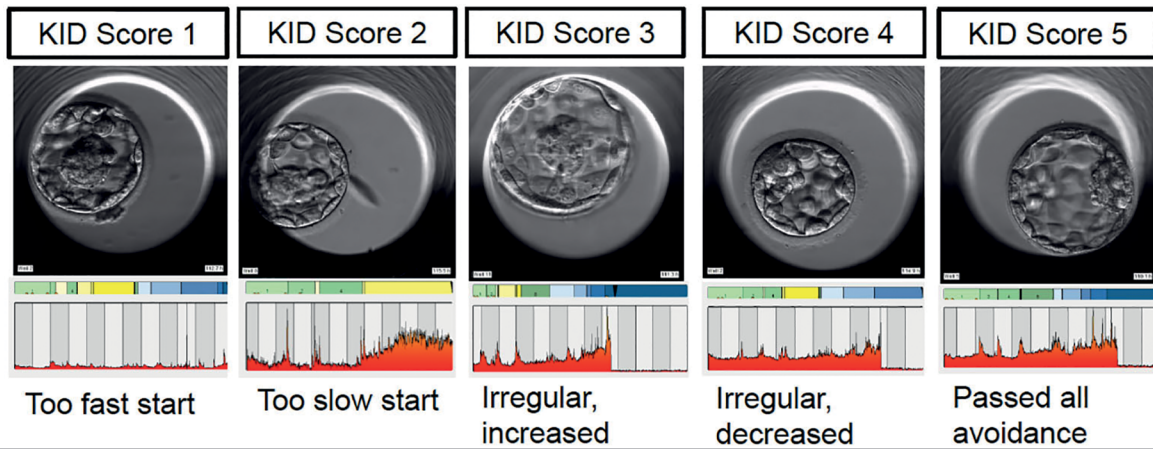 KID Score 1
KID Score 2
KID Score 3
KID Score 4
KID Score 5
Too fast start
Too slow start
Irregular,
increased
Irregular,
decreased
Passed all
avoidance